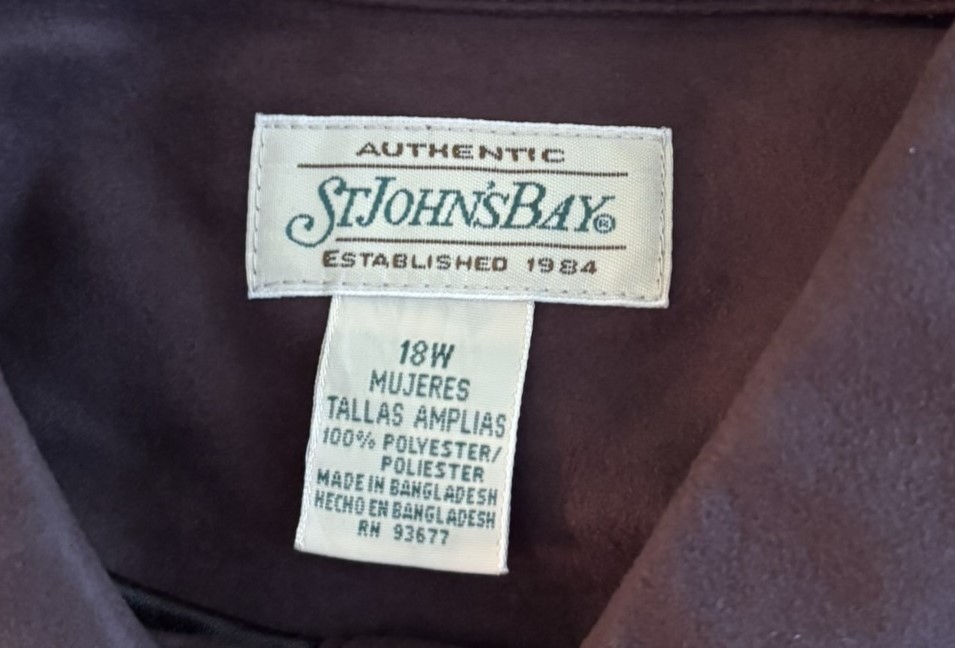 AUTHENTIC
ST JOHN'S BAY®
ESTABLISHED 1984
18W
MUJERES
TALLAS AMPLIAS
100% POLYESTER/
POLIESTER
MADE IN BANGLADESH
HECHO EN BANGLADESH
RN 93677